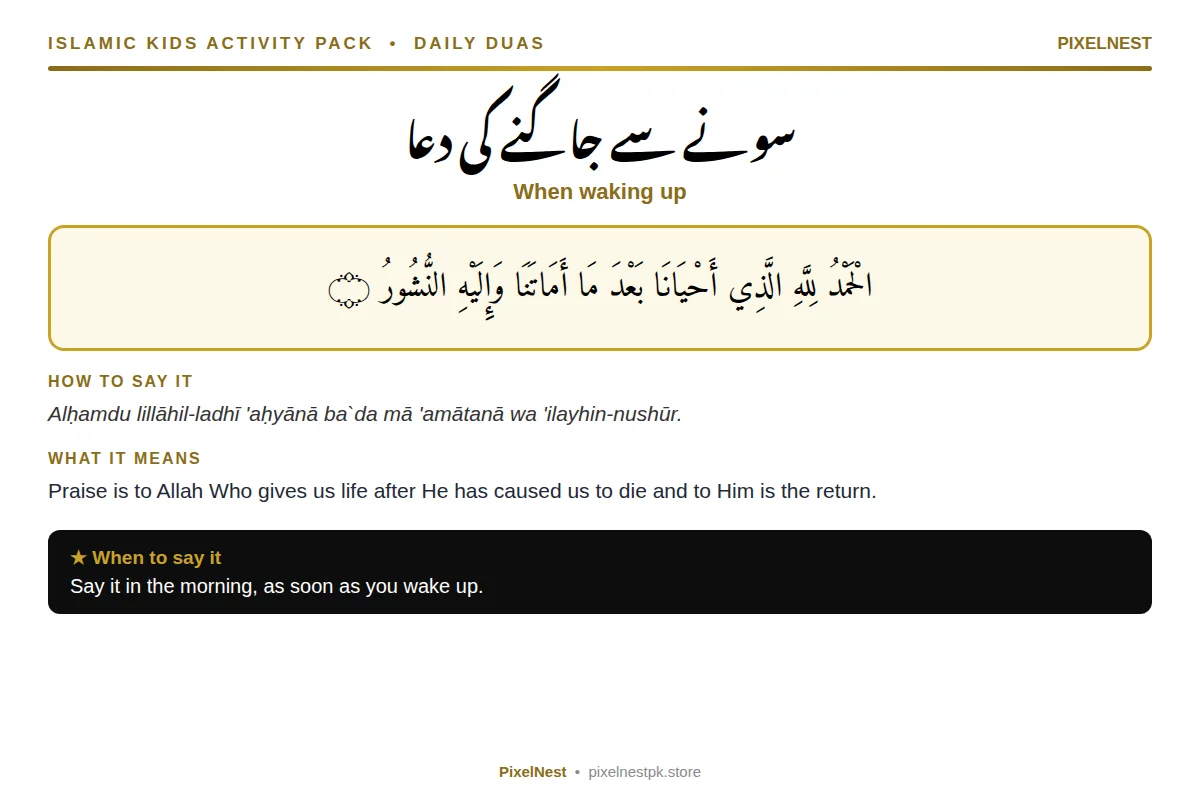 ISLAMIC KIDS ACTIVITY PACK • DAILY DUAS PIXELNEST
سونے سے جاگنے کی دعا
When waking up
الْحَمْدُ لِلَّهِ الَّذِي أَحْيَانَا بَعْدَ مَا أَمَاتَنَا وَإِلَيْهِ النُّشُورُ ۝
HOW TO SAY IT
Alḥamdu lillāhil-ladhī 'aḥyānā ba`da mā 'amātanā wa 'ilayhin-nushūr.
WHAT IT MEANS
Praise is to Allah Who gives us life after He has caused us to die and to Him is the return.
★ When to say it
Say it in the morning, as soon as you wake up.
PixelNest • pixelnestpk.store